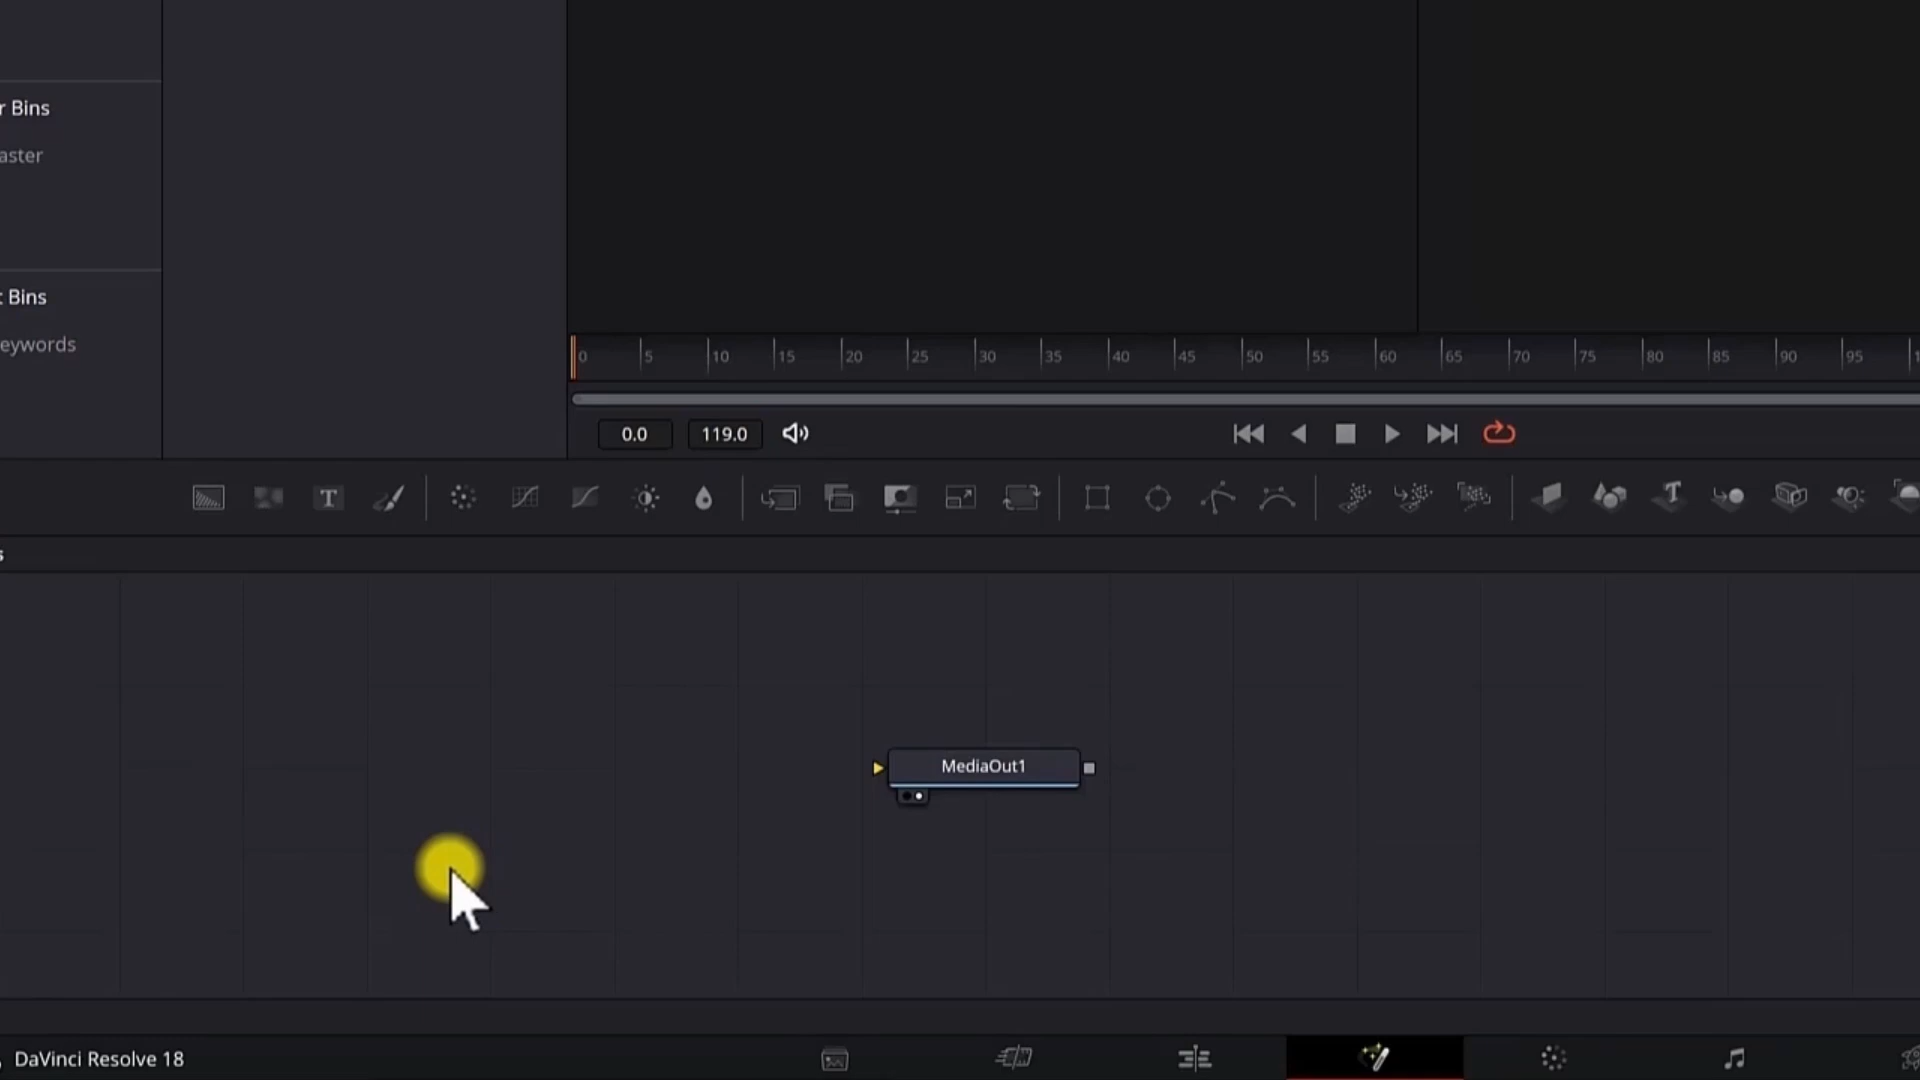 r Bins
aster
t Bins
eywords
0 5 10 15 20 25 30 35 40 45 50 55 60 65 70 75 80 85 90 95
0.0 119.0
T
s
MediaOut1
DaVinci Resolve 18